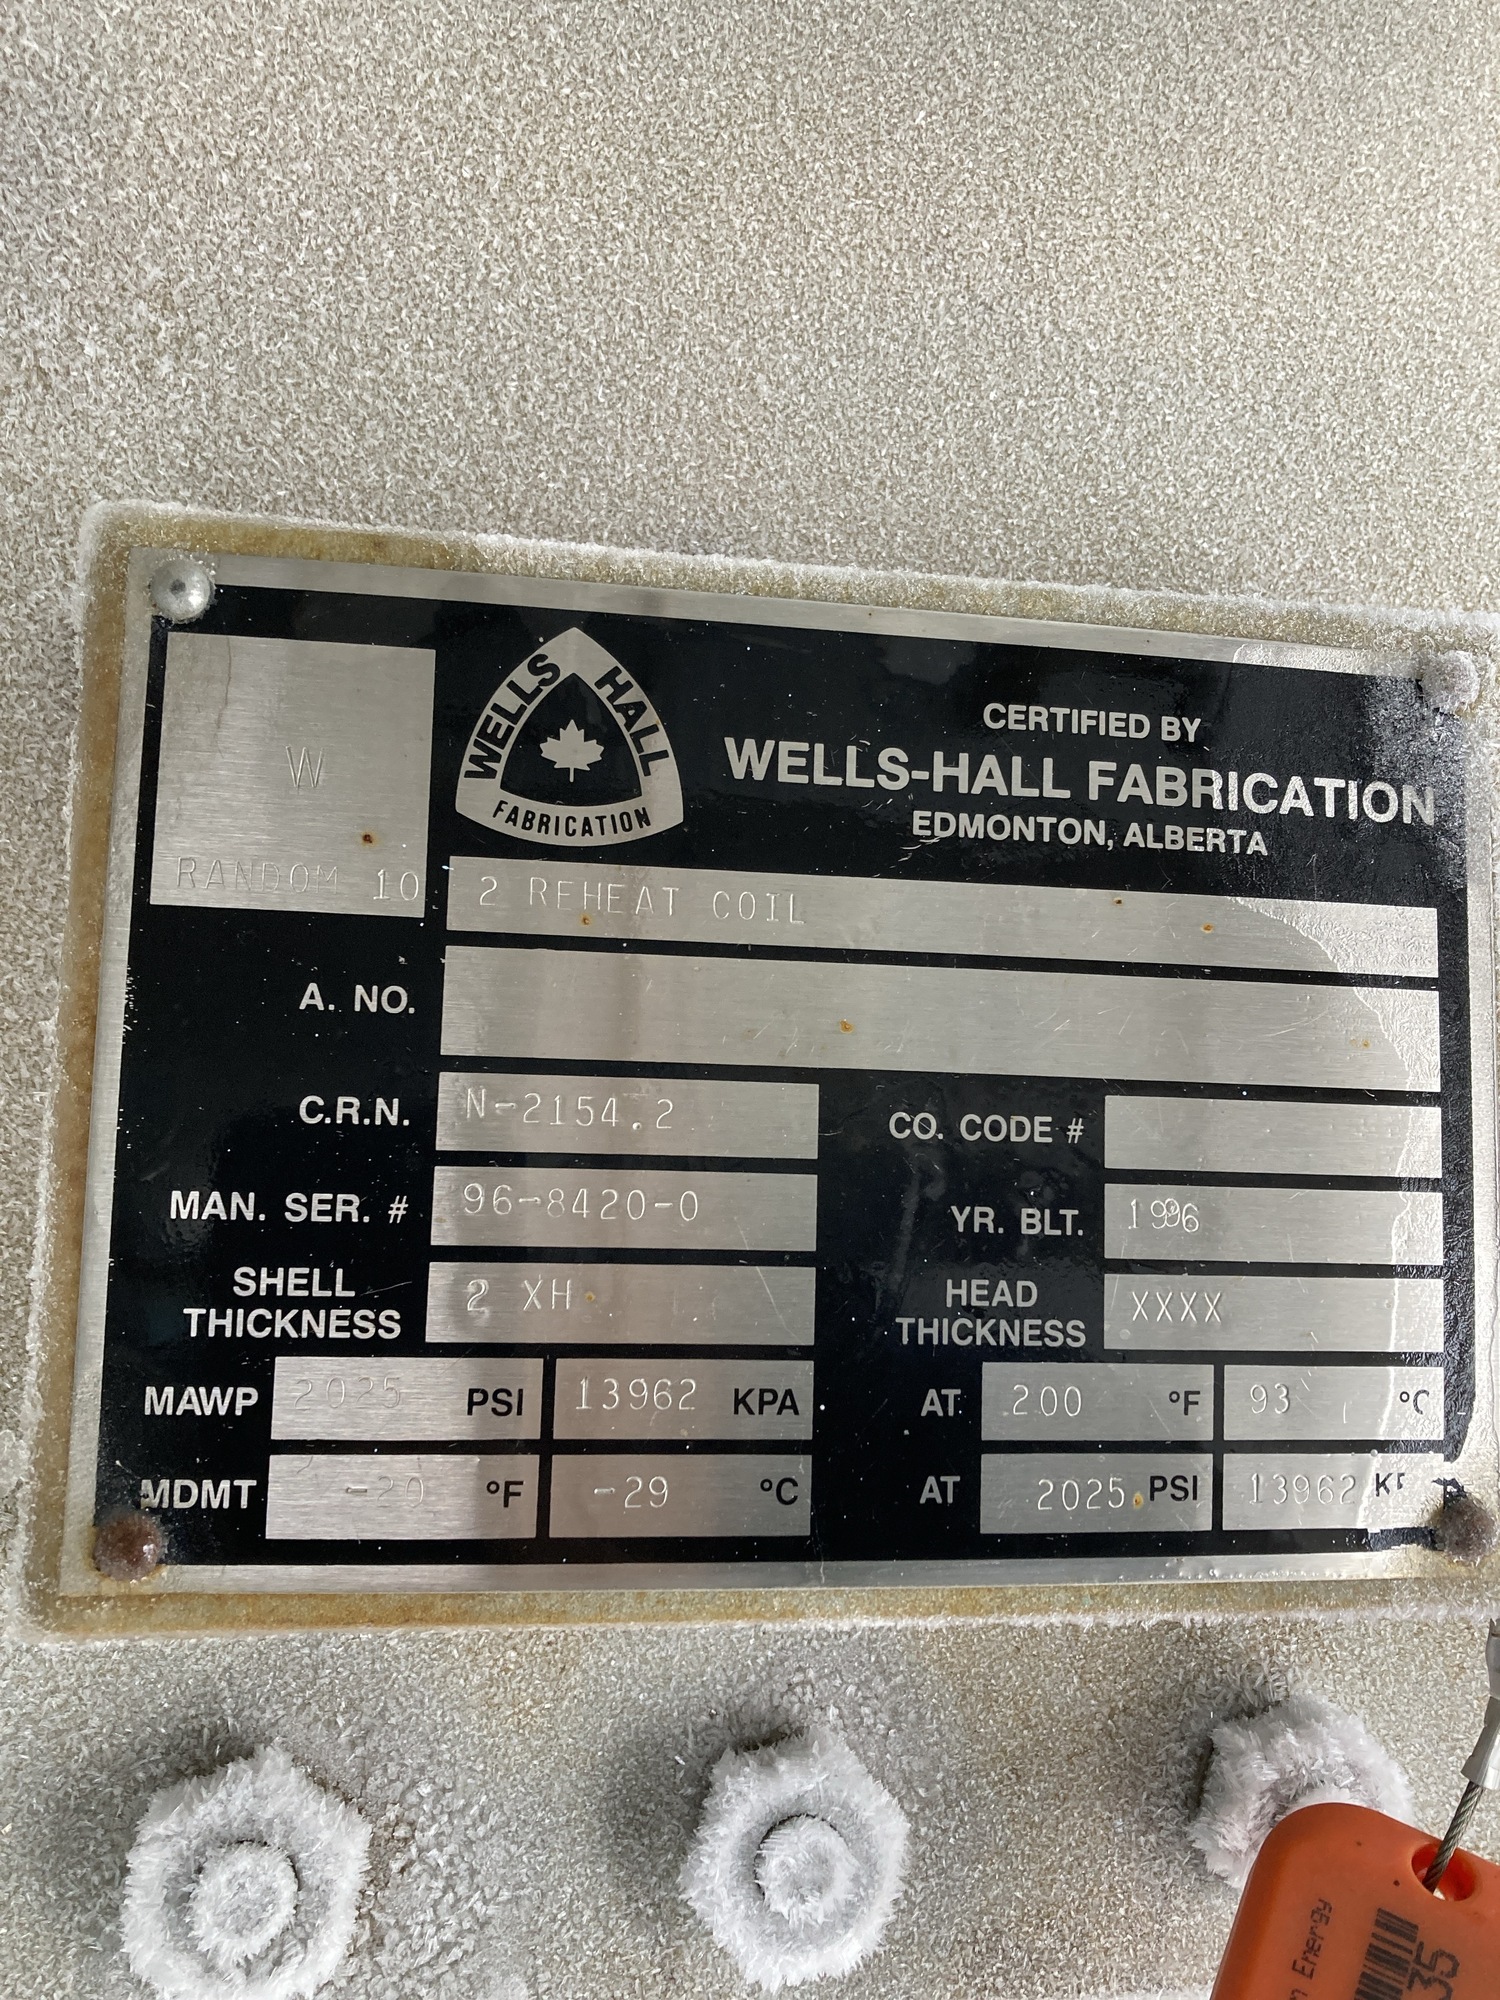 WELLS HALL
FABRICATION
CERTIFIED BY
WELLS-HALL FABRICATION
EDMONTON, ALBERTA
W
RANDOM 10
2 REHEAT COIL
A. NO.
C.R.N. N-2154.2 CO. CODE #
MAN. SER. # 96-8420-0 YR. BLT. 1996
SHELL THICKNESS 2 XH HEAD THICKNESS XXXX
MAWP 2025 PSI 13962 KPA AT 200 °F 93 °C
MDMT -20 °F -29 °C AT 2025 PSI 13962
Energy
35